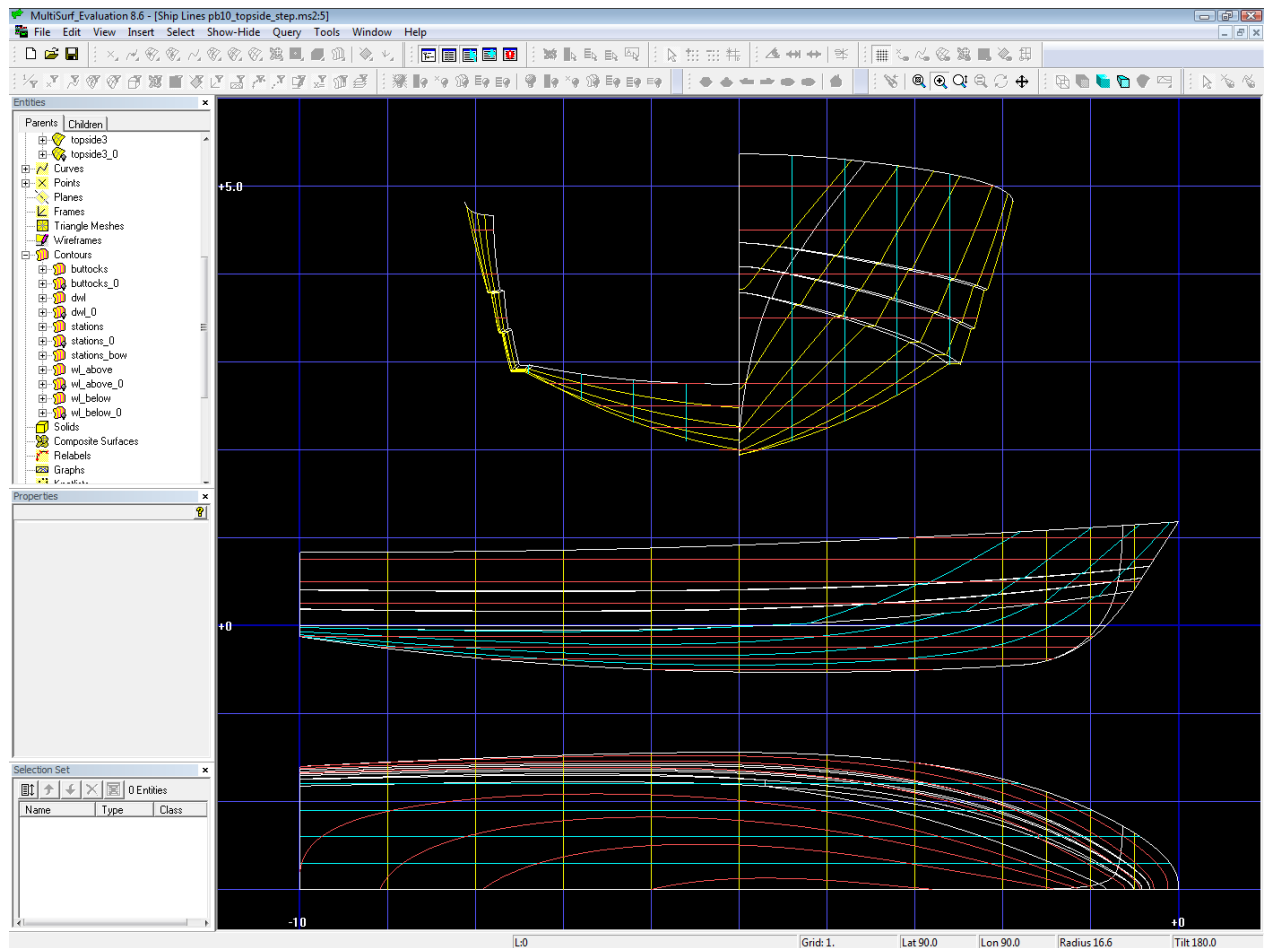 MultiSurf_Evaluation 8.6 - [Ship Lines pb10_topside_step.ms2:5]
File Edit View Insert Select Show-Hide Query Tools Window Help
Entities
Parents Children
topside3
topside3_0
Curves
Points
Planes
Frames
Triangle Meshes
Wireframes
Contours
buttocks
buttocks_0
dwl
dwl_0
stations
stations_0
stations_bow
wl_above
wl_above_0
wl_below
wl_below_0
Solids
Composite Surfaces
Relabels
Graphs
Properties
Selection Set
0 Entities
Name Type Class
+5.0
+0
-10 +0
L:0 Grid: 1. Lat 90.0 Lon 90.0 Radius 16.6 Tilt 180.0